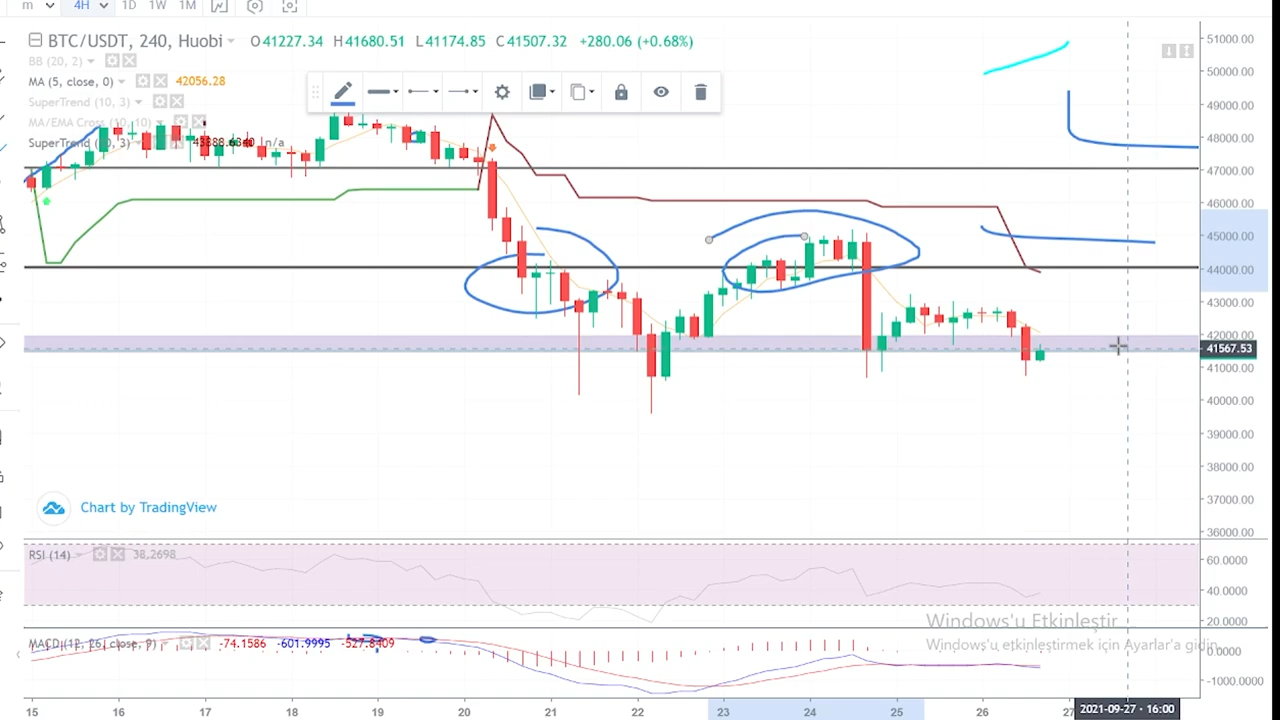 m 4H 1D 1W 1M
BTC/USDT, 240, Huobi O41227.34 H41680.51 L41174.85 C41507.32 +280.06 (+0.68%)
BB (20, 2)
MA (5, close, 0) 42056.28
SuperTrend (10, 3)
MA/EMA Cross (10, 10)
SuperTrend (10, 3) n/a
51000.00
50000.00
49000.00
48000.00
47000.00
46000.00
45000.00
44000.00
43000.00
42000.00
41567.53
41000.00
40000.00
39000.00
38000.00
37000.00
36000.00
Chart by TradingView
RSI (14) 38.2698
60.0000
40.0000
20.0000
Windows'u Etkinleştir
Windows'u etkinleştirmek için Ayarlar'a gidin.
MACD (12, 26, close, 9) -74.1586 -601.9995 -527.8409
0.0000
-1000.0000
15 16 17 18 19 20 21 22 23 24 25 26 27 2021-09-27 - 16:00